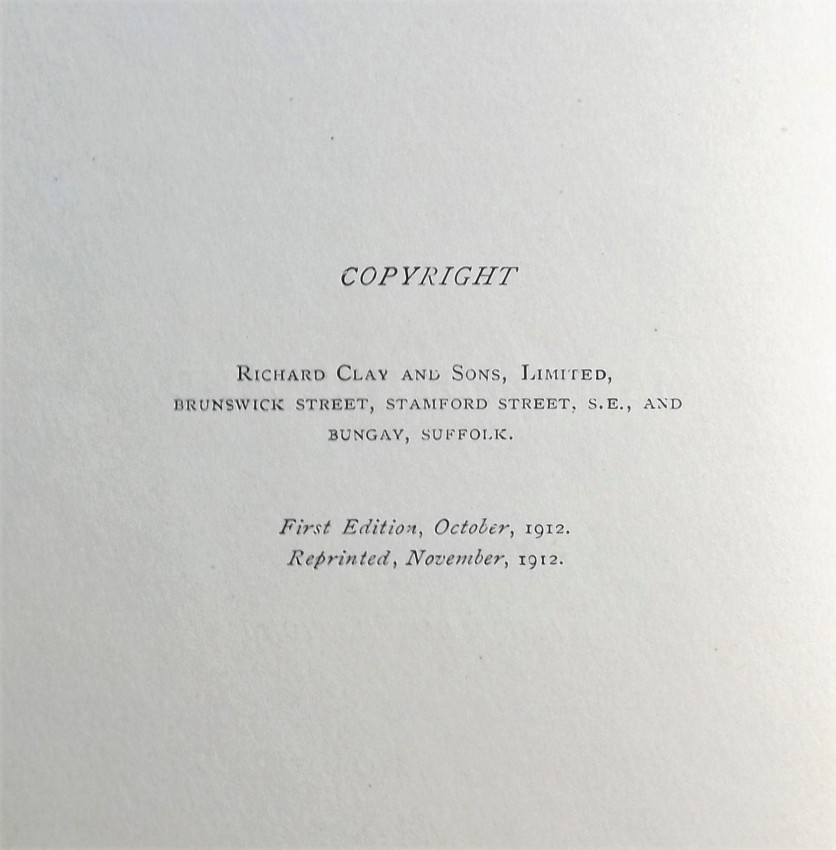 COPYRIGHT
RICHARD CLAY AND SONS, LIMITED,
BRUNSWICK STREET, STAMFORD STREET, S.E., AND
BUNGAY, SUFFOLK.
First Edition, October, 1912.
Reprinted, November, 1912.